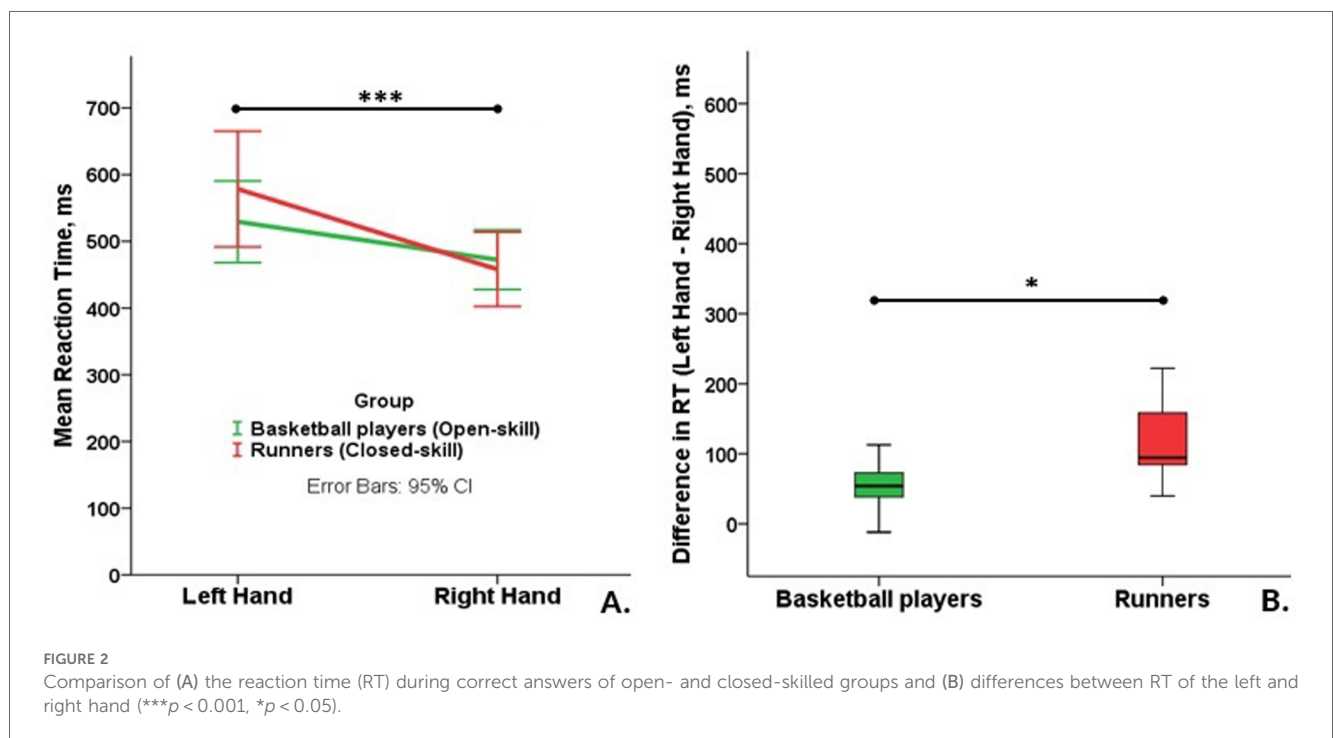 Mean Reaction Time, ms
700
600
500
400
300
200
100
0
***
Group
Basketball players (Open-skill)
Runners (Closed-skill)
Error Bars: 95% CI
Left Hand
Right Hand
A.
Difference in RT (Left Hand - Right Hand), ms
600
500
400
300
200
100
0
*
Basketball players
Runners
B.
FIGURE 2
Comparison of (A) the reaction time (RT) during correct answers of open- and closed-skilled groups and (B) differences between RT of the left and
right hand (***p < 0.001, *p < 0.05).